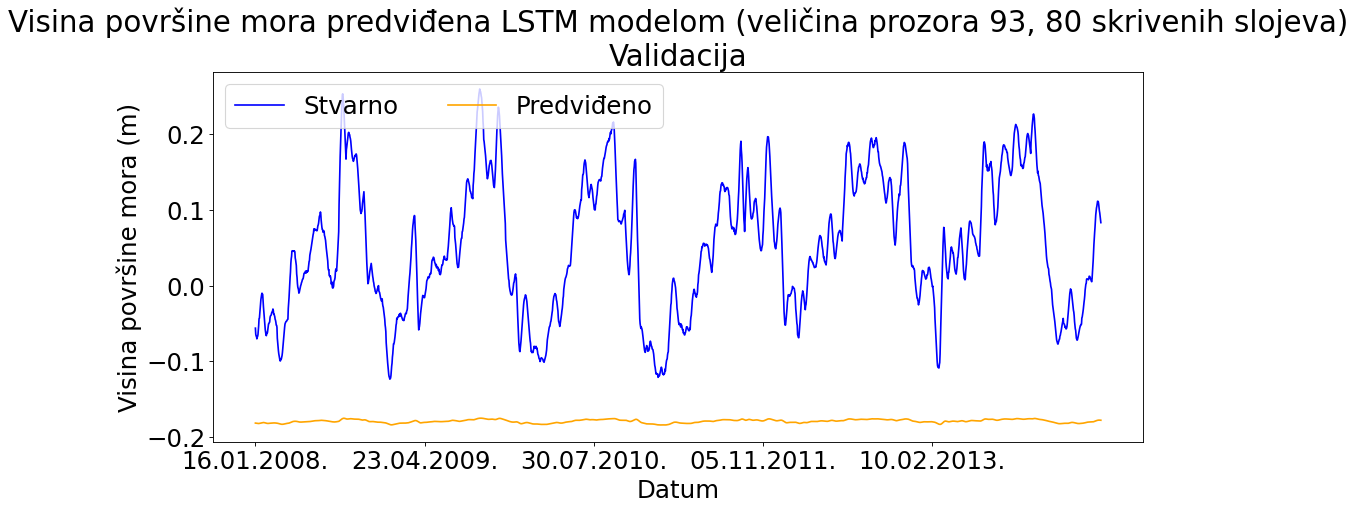 Visina površine mora predviđena LSTM modelom (veličina prozora 93, 80 skrivenih slojeva)
Validacija
Stvarno
Predviđeno
Visina površine mora (m)
0.2
0.1
0.0
−0.1
−0.2
16.01.2008.
23.04.2009.
30.07.2010.
05.11.2011.
10.02.2013.
Datum